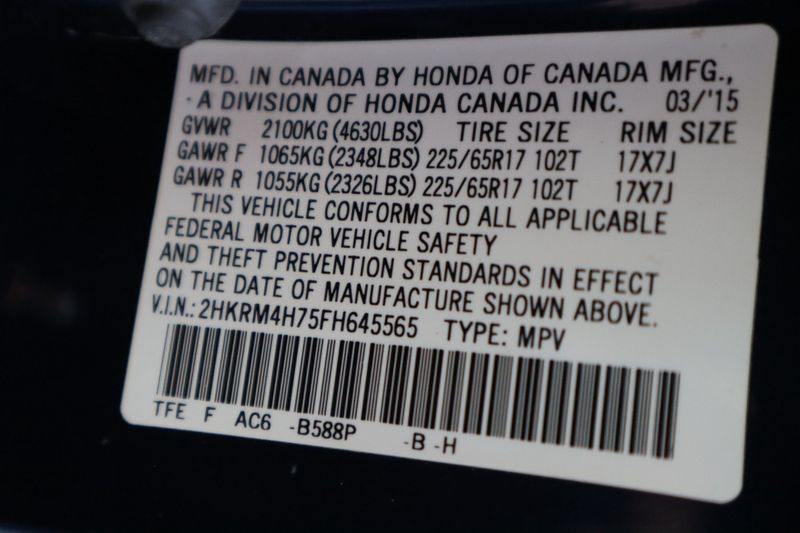 MFD. IN CANADA BY HONDA OF CANADA MFG.,
A DIVISION OF HONDA CANADA INC. 03/'15
GVWR 2100KG (4630LBS) TIRE SIZE RIM SIZE
GAWR F 1065KG (2348LBS) 225/65R17 102T 17X7J
GAWR R 1055KG (2326LBS) 225/65R17 102T 17X7J
THIS VEHICLE CONFORMS TO ALL APPLICABLE
FEDERAL MOTOR VEHICLE SAFETY
AND THEFT PREVENTION STANDARDS IN EFFECT
ON THE DATE OF MANUFACTURE SHOWN ABOVE.
V.I.N.: 2HKRM4H75FH645565 TYPE: MPV
TFE F AC6 -B588P -B -H